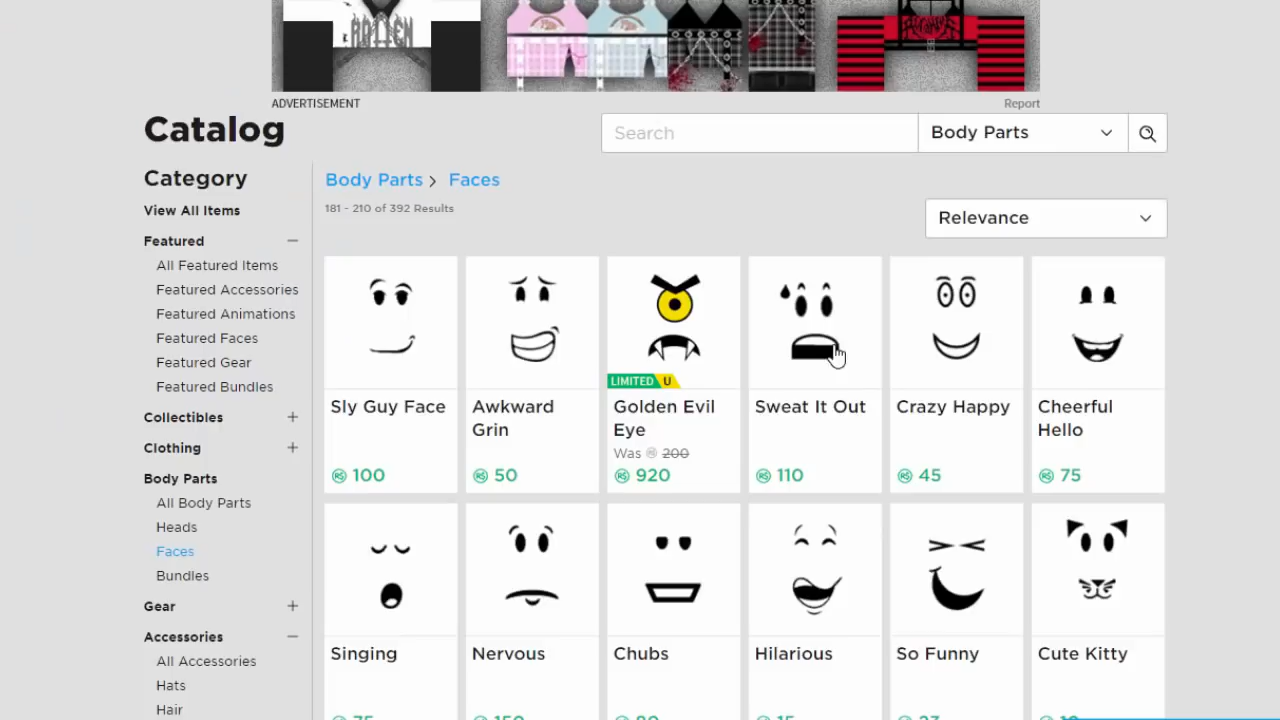 ROTTEN
ADVERTISEMENT
Report
Catalog
Search
Body Parts
Category
Body Parts > Faces
View All Items
181 - 210 of 392 Results
Relevance
Featured
All Featured Items
Featured Accessories
Featured Animations
Featured Faces
Featured Gear
Featured Bundles
Collectibles
Clothing
Body Parts
All Body Parts
Heads
Faces
Bundles
Gear
Accessories
All Accessories
Hats
Hair
LIMITED U
Sly Guy Face
100
Awkward
Grin
50
Golden Evil
Eye
Was R$ 200
R$ 920
Sweat It Out
R$ 110
Crazy Happy
R$ 45
Cheerful
Hello
R$ 75
Singing
Nervous
Chubs
Hilarious
So Funny
Cute Kitty